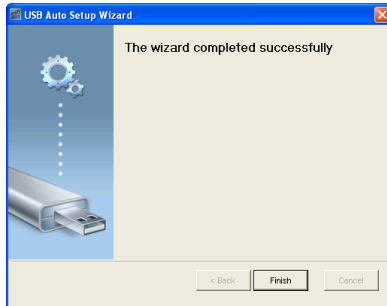 USB Auto Setup Wizard
The wizard completed successfully
< Back
Finish
Cancel